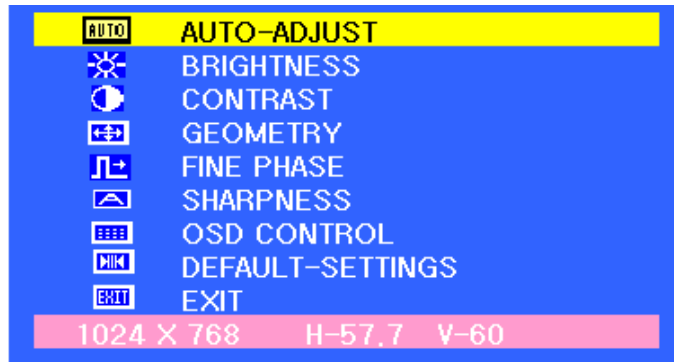 AUTO AUTO-ADJUST
BRIGHTNESS
CONTRAST
GEOMETRY
FINE PHASE
SHARPNESS
OSD CONTROL
DEFAULT-SETTINGS
EXIT EXIT
1024 X 768 H-57.7 V-60